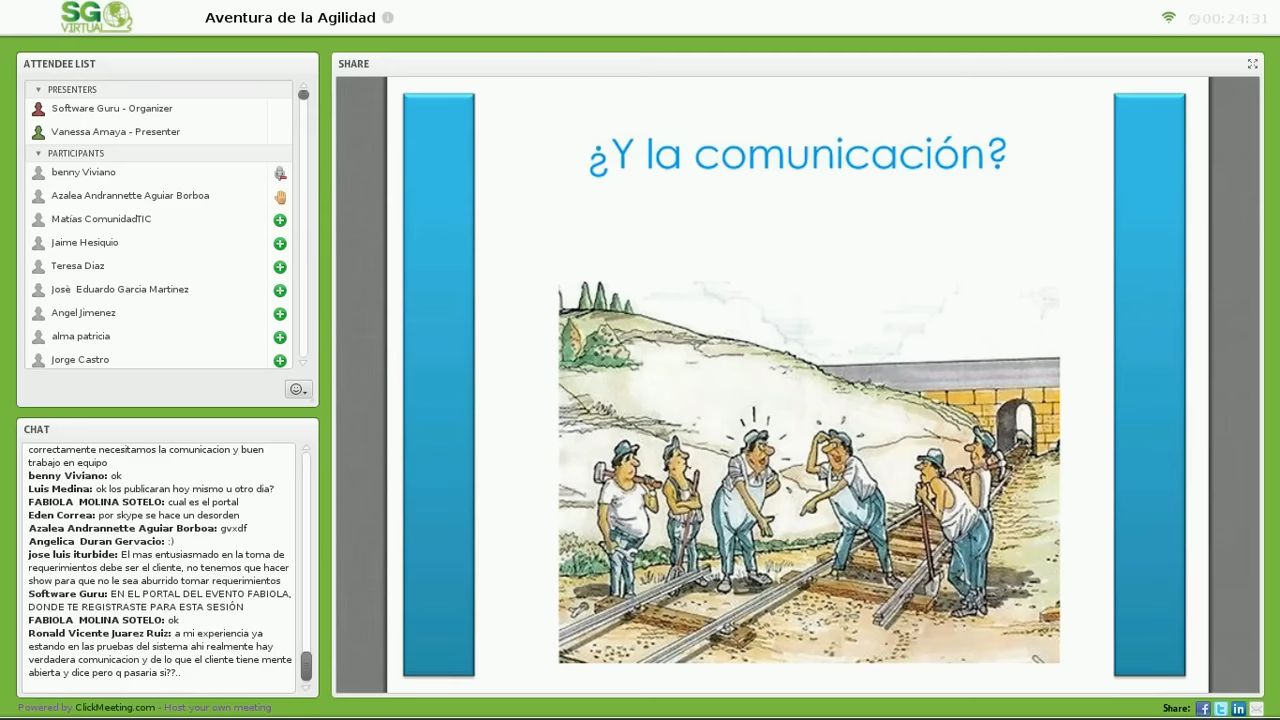 SG
VIRTUAL
Aventura de la Agilidad
00:24:31
ATTENDEE LIST
PRESENTERS
Software Guru - Organizer
Vanessa Amaya - Presenter
PARTICIPANTS
benny Viviano
Azalea Andrannette Aguiar Borboa
Matías ComunidadTIC
Jaime Hesiquio
Teresa Diaz
Josè Eduardo Garcia Martinez
Angel Jimenez
alma patricia
Jorge Castro
CHAT
correctamente necesitamos la comunicacion y buen
trabajo en equipo
benny Viviano: ok
Luis Medina: ok los publicaran hoy mismo u otro dia?
FABIOLA MOLINA SOTELO: cual es el portal
Eden Correa: por skype se hace un desorden
Azalea Andrannette Aguiar Borboa: gvxdf
Angelica Duran Gervacio: :)
jose luis iturbide: El mas entusiasmado en la toma de
requerimientos debe ser el cliente, no tenemos que hacer
show para que no le sea aburrido tomar requerimientos
Software Guru: EN EL PORTAL DEL EVENTO FABIOLA,
DONDE TE REGISTRASTE PARA ESTA SESIÓN
FABIOLA MOLINA SOTELO: ok
Ronald Vicente Juarez Ruiz: a mi experiencia ya
estando en las pruebas del sistema ahi realmente hay
verdadera comunicacion y de lo que el cliente tiene mente
abierta y dice pero q pasaria si??..
SHARE
¿Y la comunicación?
Powered by ClickMeeting.com - Host your own meeting
Share: